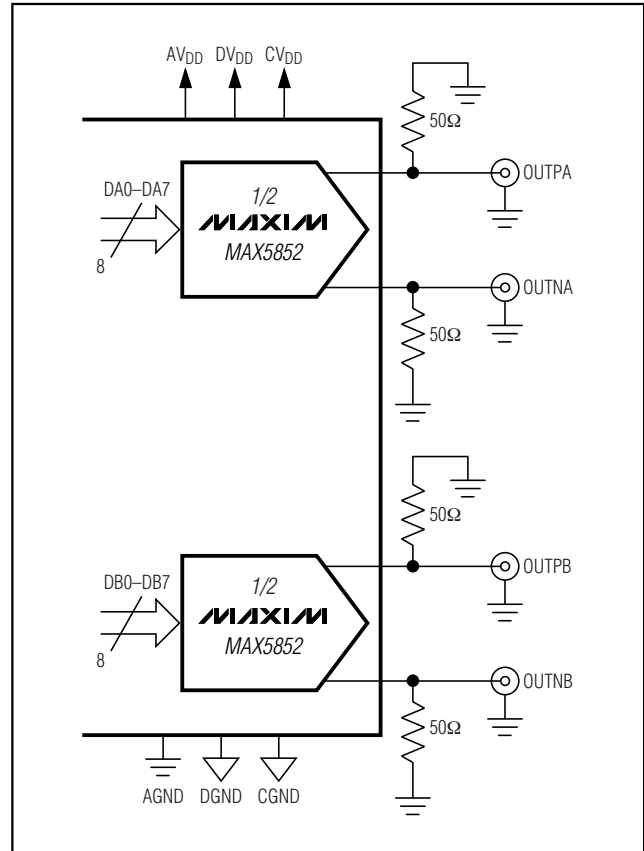 AVDD DVDD CVDD
50Ω
OUTPA
DA0–DA7
8
1/2
MAXIM
MAX5852
OUTNA
50Ω
50Ω
OUTPB
DB0–DB7
8
1/2
MAXIM
MAX5852
OUTNB
50Ω
AGND DGND CGND